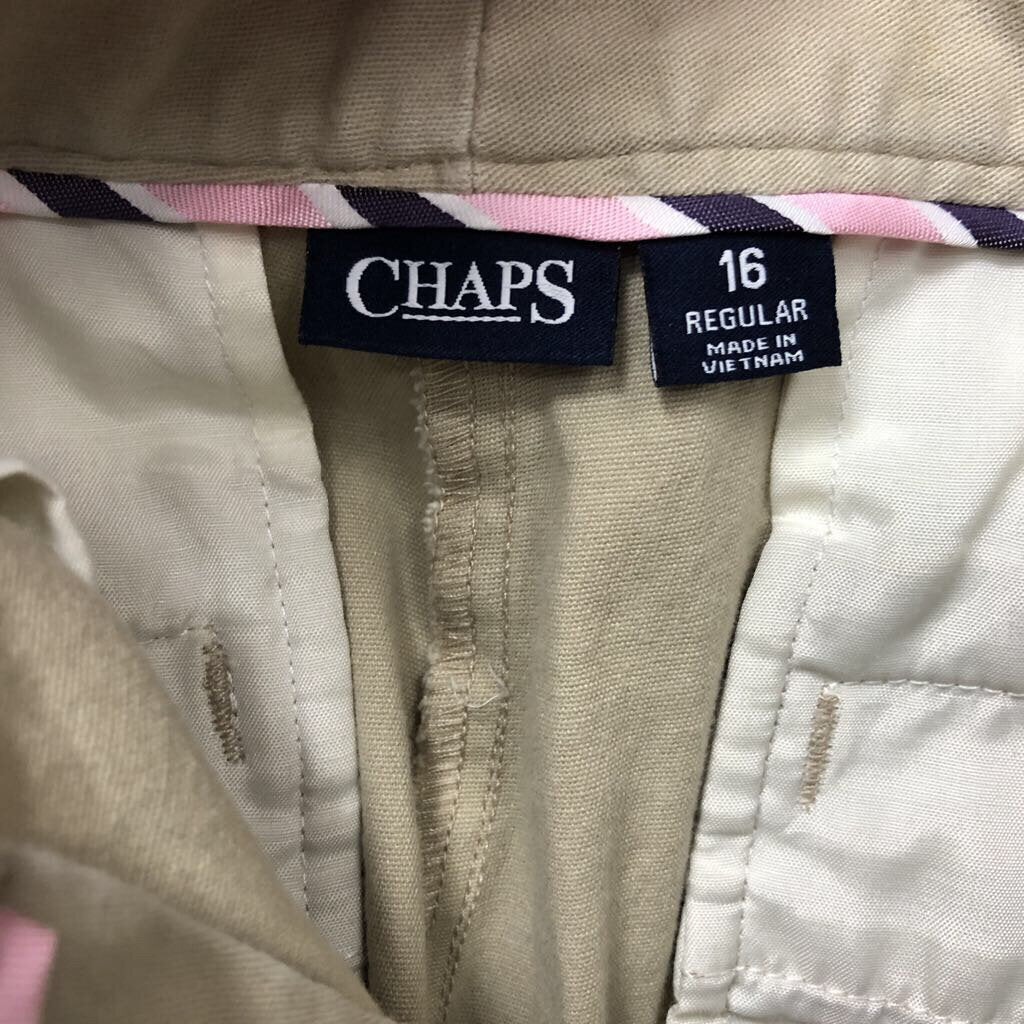 CHAPS
16
REGULAR
MADE IN
VIETNAM